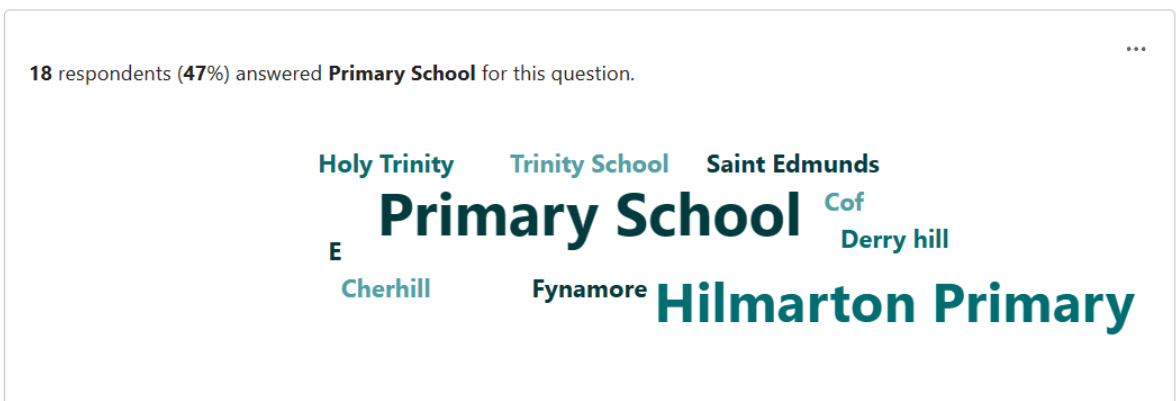 18 respondents (47%) answered Primary School for this question.
Holy Trinity Trinity School Saint Edmunds
Primary School Cof
Derry hill
E
Cherhill Fynamore Hilmarton Primary